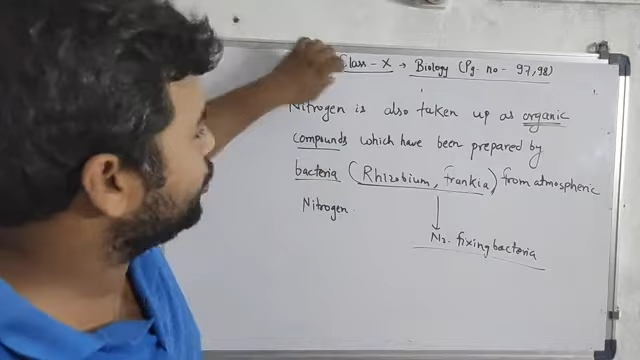 Class - X → Biology (Pg. no - 97,98)
Nitrogen is also taken up as organic
compounds which have been prepared by
bacteria (Rhizobium, Frankia) from atmospheric
Nitrogen.
N2 - fixing bacteria